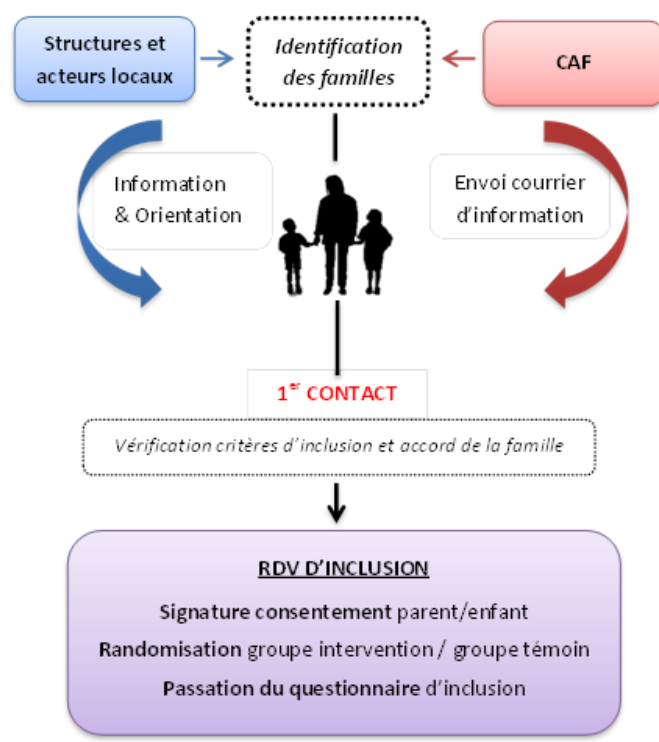 Structures et
acteurs locaux
Identification
des familles
CAF
Information
& Orientation
Envoi courrier
d'information
1er CONTACT
Vérification critères d'inclusion et accord de la famille
RDV D'INCLUSION
Signature consentement parent/enfant
Randomisation groupe intervention / groupe témoin
Passation du questionnaire d'inclusion